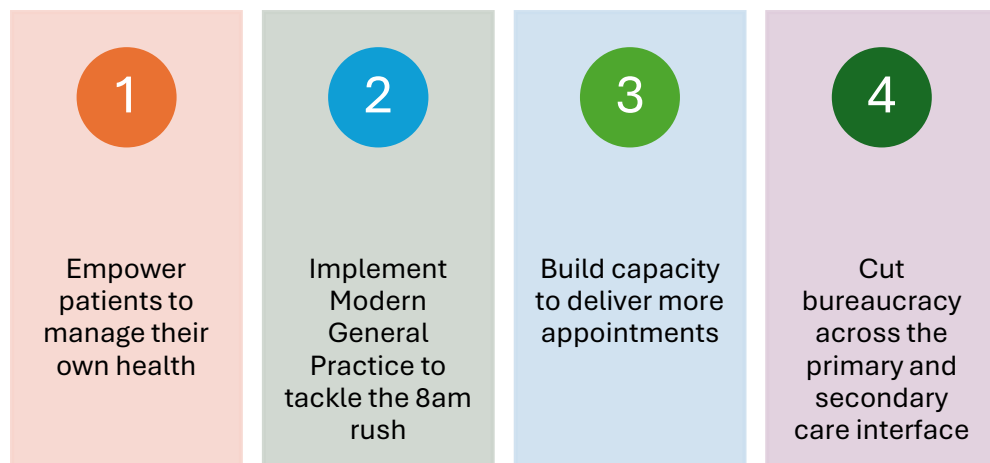 1
Empower
patients to
manage their
own health
2
Implement
Modern
General
Practice to
tackle the 8am
rush
3
Build capacity
to deliver more
appointments
4
Cut
bureaucracy
across the
primary and
secondary
care interface